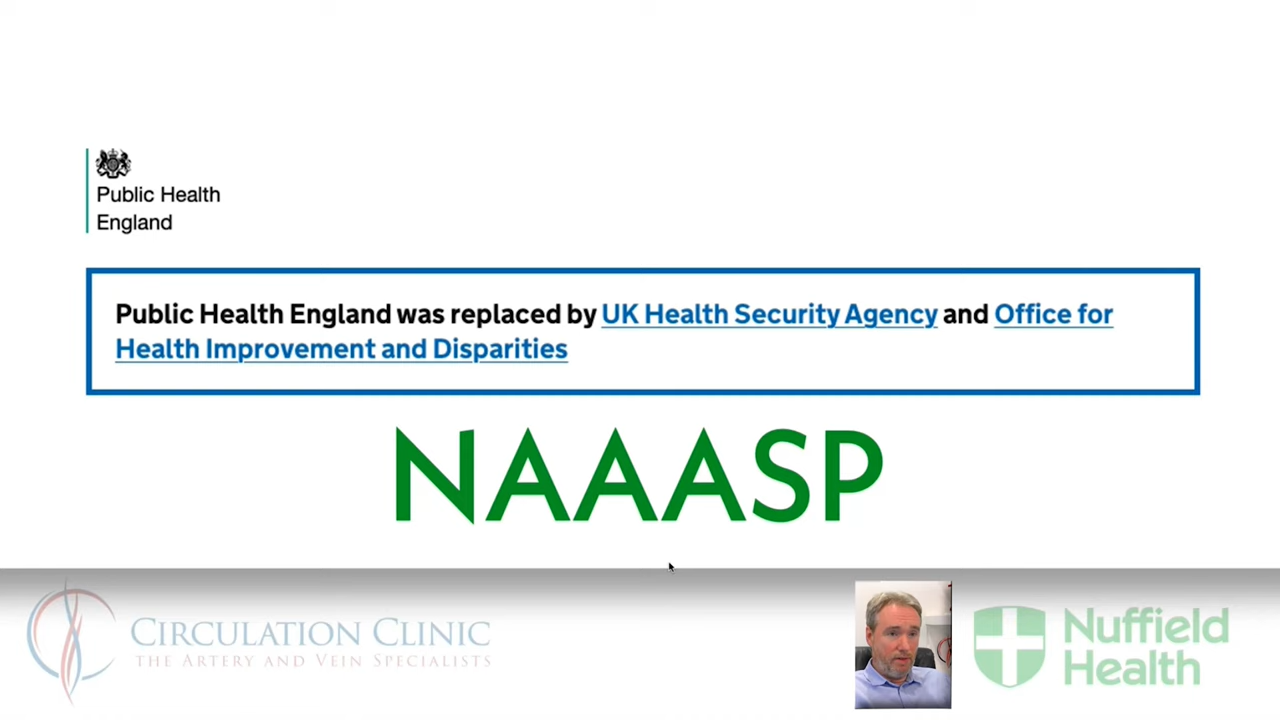 Public Health
England
Public Health England was replaced by UK Health Security Agency and Office for
Health Improvement and Disparities
NAAASP
CIRCULATION CLINIC
THE ARTERY AND VEIN SPECIALISTS
Nuffield
Health